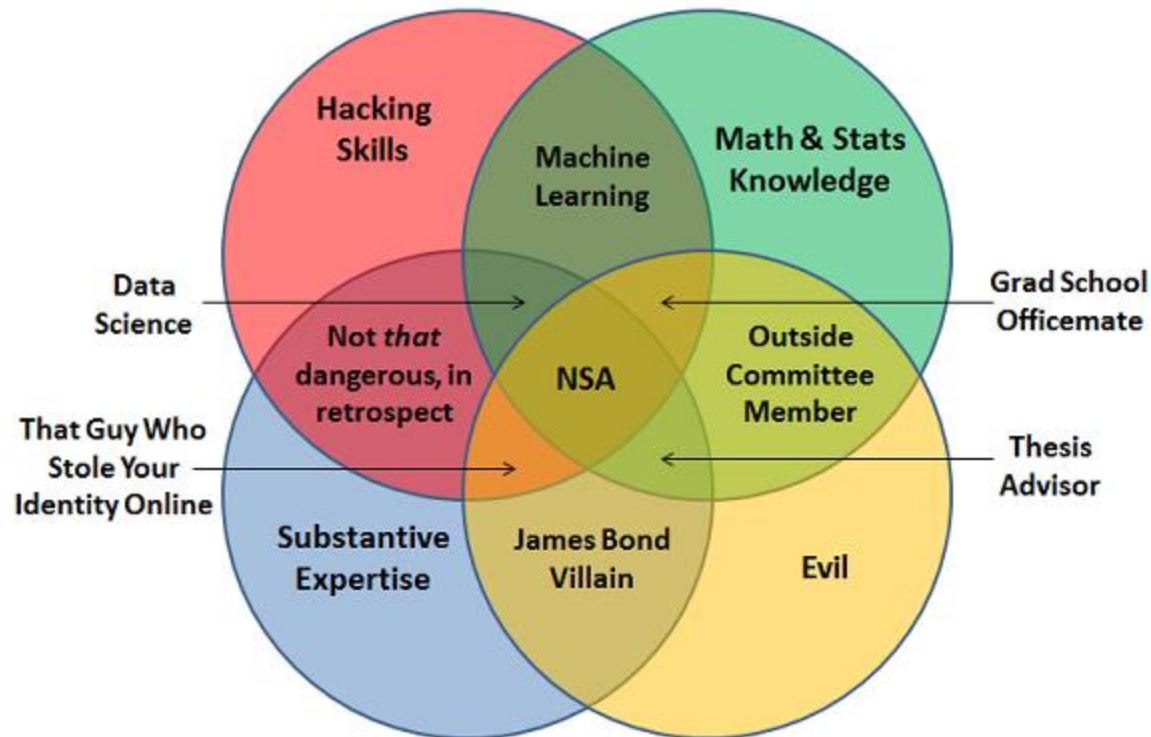 Hacking
Skills
Machine
Learning
Math & Stats
Knowledge
Data
Science
Grad School
Officemate
Not that
dangerous, in
retrospect
NSA
Outside
Committee
Member
That Guy Who
Stole Your
Identity Online
Thesis
Advisor
Substantive
Expertise
James Bond
Villain
Evil